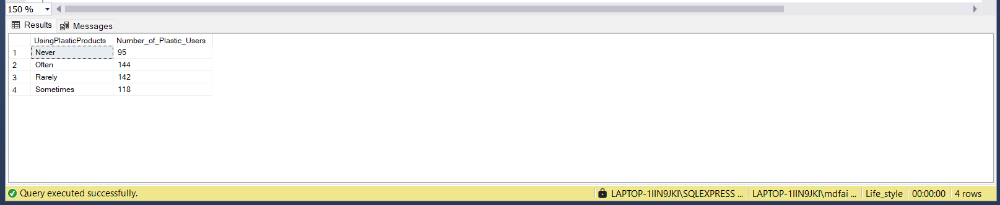 150 %
Results Messages
UsingPlasticProducts Number_of_Plastic_Users
1 Never 95
2 Often 144
3 Rarely 142
4 Sometimes 118
Query executed successfully. LAPTOP-1IIN9JKI\SQLEXPRESS ... LAPTOP-1IIN9JKI\mdfai ... Life_style 00:00:00 4 rows